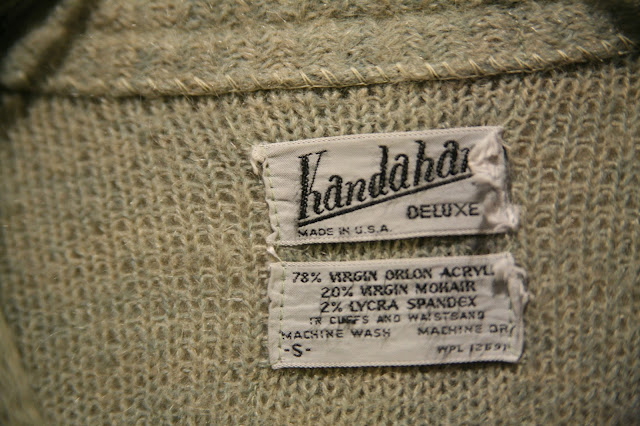 Kandahar
DELUXE
MADE IN U.S.A.
78% VIRGIN ORLON ACRYL
20% VIRGIN MOHAIR
2% LYCRA SPANDEX
IN CUFFS AND WAISTBAND
MACHINE WASH MACHINE DRY
-S- WPL